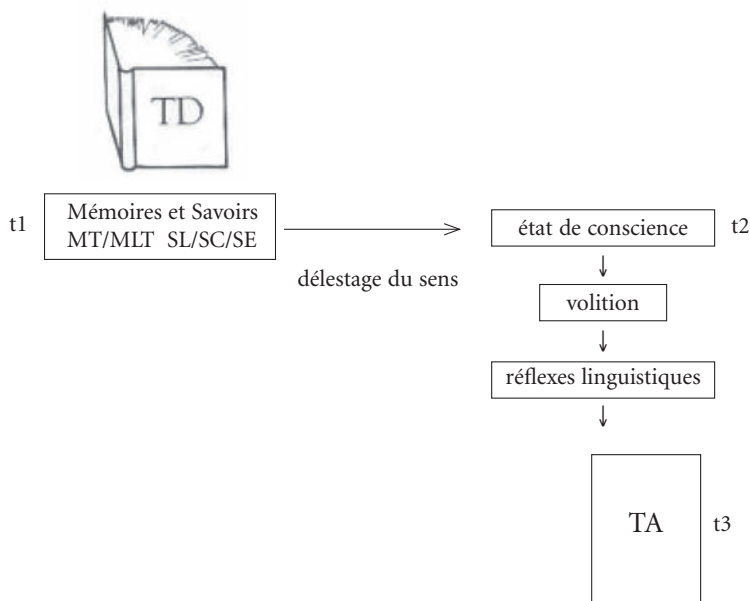 TD
t1
Mémoires et Savoirs
MT/MLT SL/SC/SE
délestage du sens
état de conscience
t2
volition
réflexes linguistiques
TA
t3